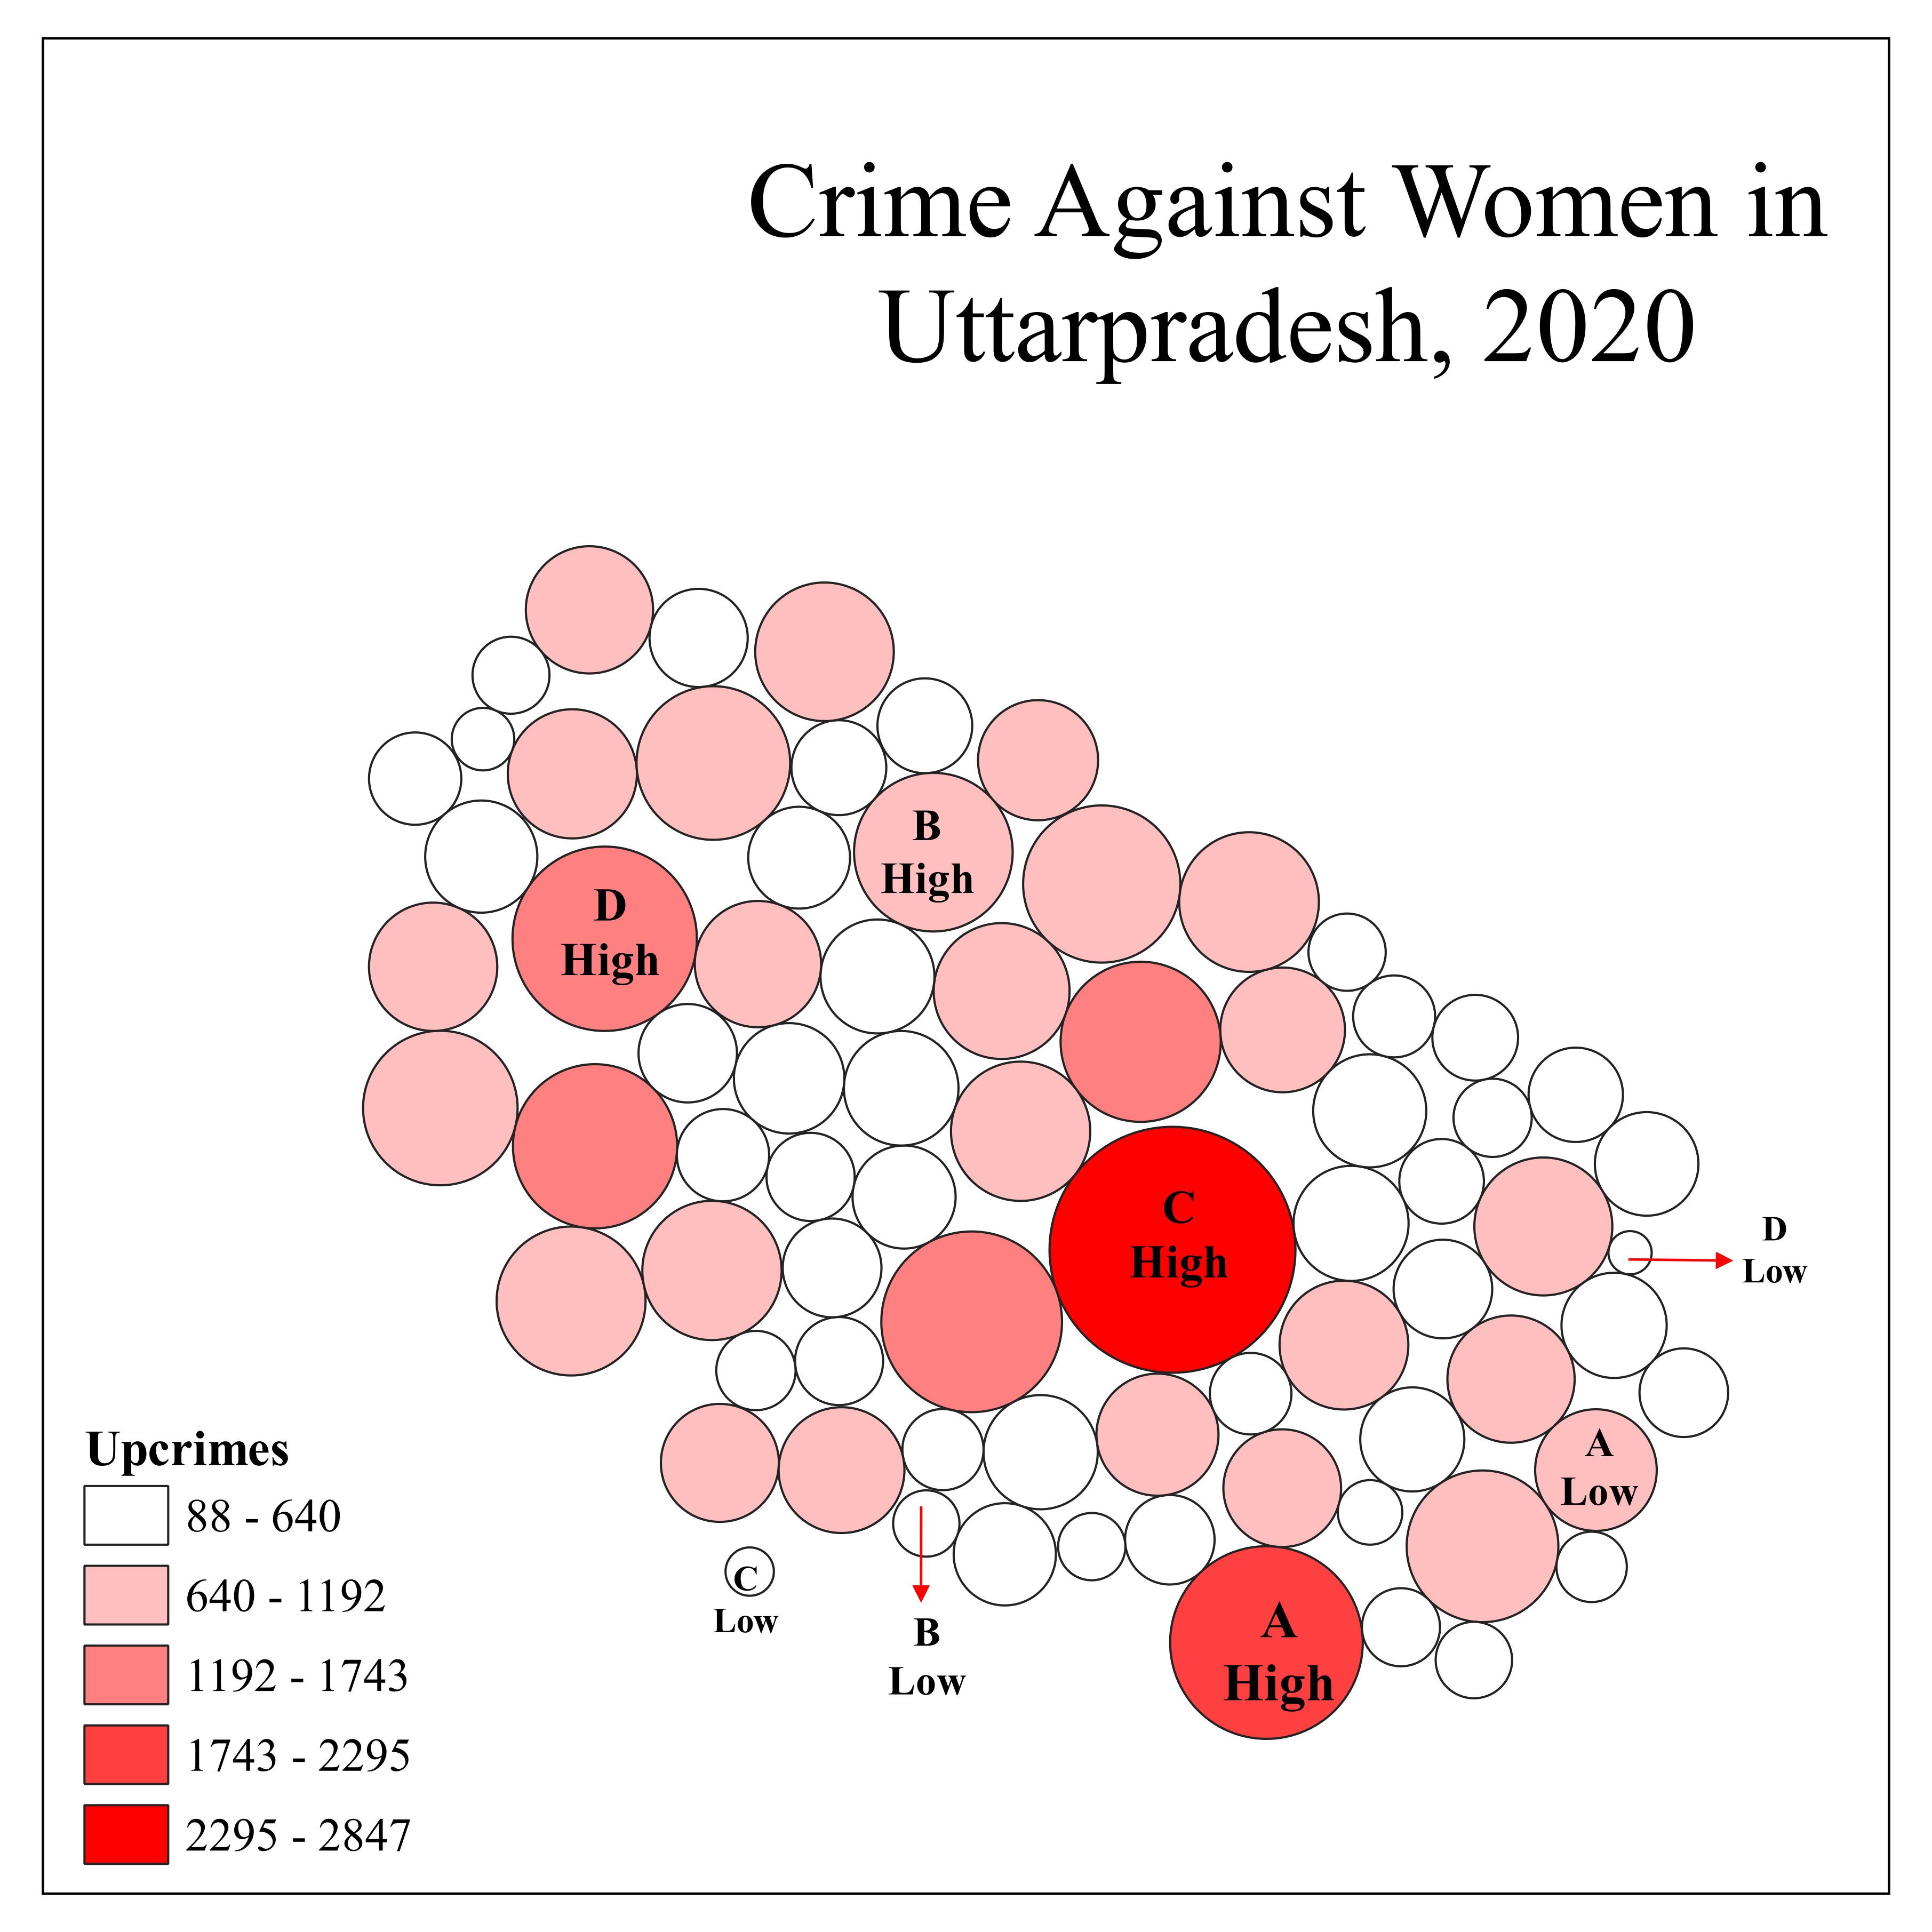 Crime Against Women in
Uttarpradesh, 2020
B
High
D
High
C
High
D
Low
A
Low
C
Low
B
Low
A
High
Upcrimes
88 - 640
640 - 1192
1192 - 1743
1743 - 2295
2295 - 2847